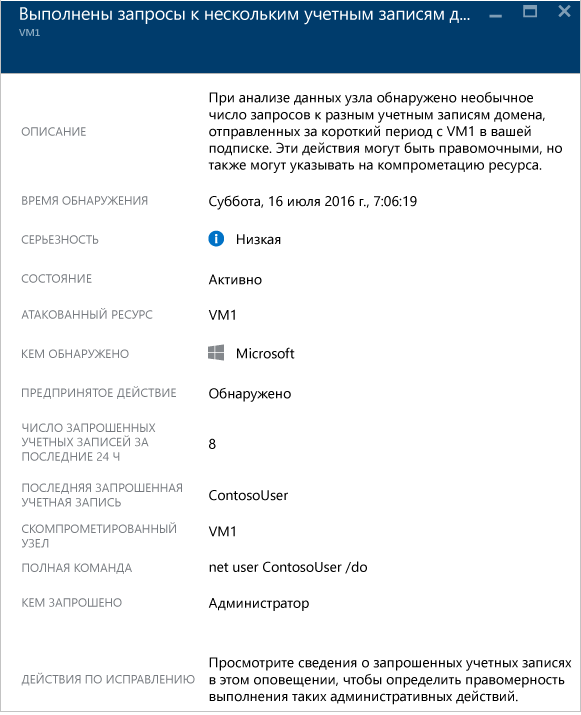 Выполнены запросы к нескольким учетным записям д...
VM1
ОПИСАНИЕ
При анализе данных узла обнаружено необычное
число запросов к разным учетным записям домена,
отправленных за короткий период с VM1 в вашей
подписке. Эти действия могут быть правомочными, но
также могут указывать на компрометацию ресурса.
ВРЕМЯ ОБНАРУЖЕНИЯ
Суббота, 16 июля 2016 г., 7:06:19
СЕРЬЕЗНОСТЬ
Низкая
СОСТОЯНИЕ
Активно
АТАКОВАННЫЙ РЕСУРС
VM1
КЕМ ОБНАРУЖЕНО
Microsoft
ПРЕДПРИНЯТОЕ ДЕЙСТВИЕ
Обнаружено
ЧИСЛО ЗАПРОШЕННЫХ
УЧЕТНЫХ ЗАПИСЕЙ ЗА
ПОСЛЕДНИЕ 24 Ч
8
ПОСЛЕДНЯЯ ЗАПРОШЕННАЯ
УЧЕТНАЯ ЗАПИСЬ
ContosoUser
СКОМПРОМЕТИРОВАННЫЙ
УЗЕЛ
VM1
ПОЛНАЯ КОМАНДА
net user ContosoUser /do
КЕМ ЗАПРОШЕНО
Администратор
ДЕЙСТВИЯ ПО ИСПРАВЛЕНИЮ
Просмотрите сведения о запрошенных учетных записях
в этом оповещении, чтобы определить правомерность
выполнения таких административных действий.